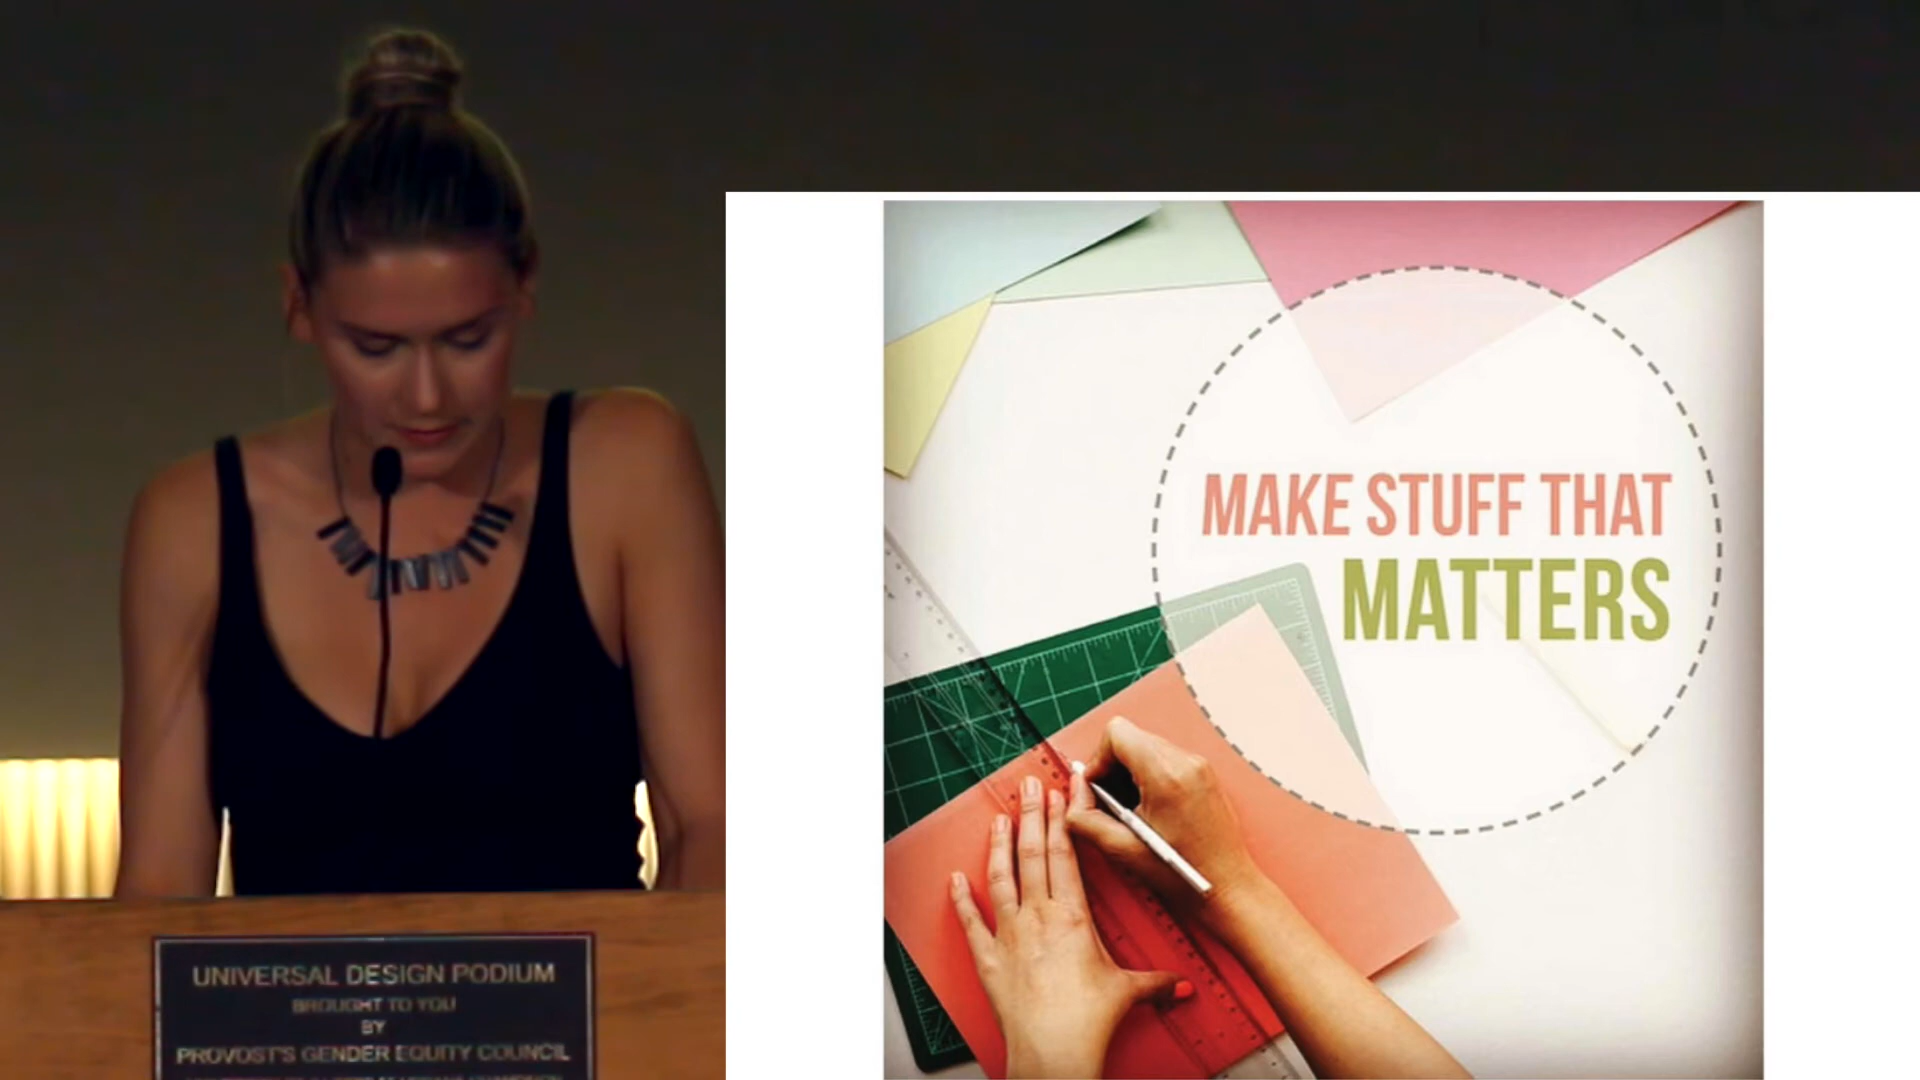 MAKE STUFF THAT
MATTERS
UNIVERSAL DESIGN PODIUM
BROUGHT TO YOU
BY
PROVOST'S GENDER EQUITY COUNCIL